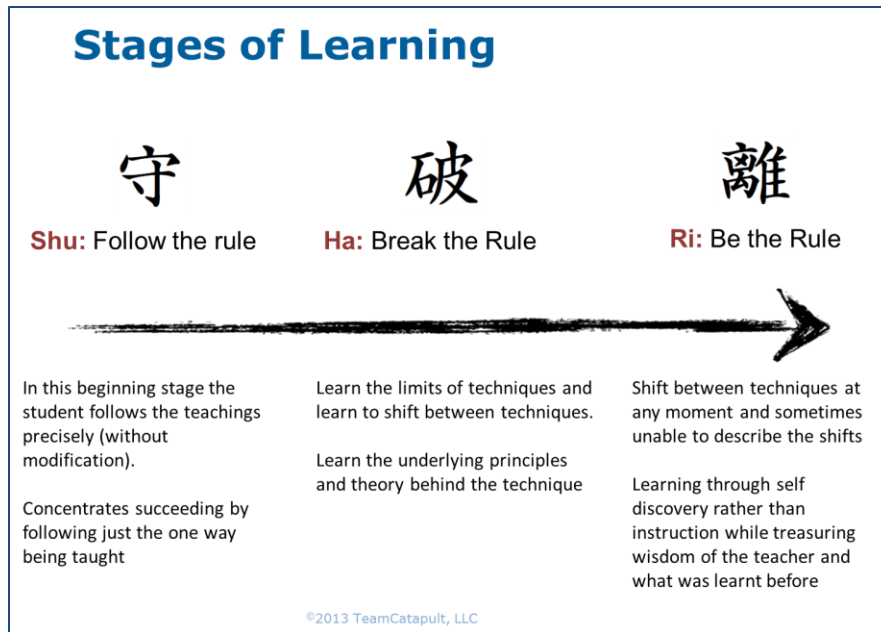 Stages of Learning
守
破
離
Shu: Follow the rule
Ha: Break the Rule
Ri: Be the Rule
In this beginning stage the
student follows the teachings
precisely (without
modification).
Concentrates succeeding by
following just the one way
being taught
Learn the limits of techniques and
learn to shift between techniques.
Learn the underlying principles
and theory behind the technique
Shift between techniques at
any moment and sometimes
unable to describe the shifts
Learning through self
discovery rather than
instruction while treasuring
wisdom of the teacher and
what was learnt before
©2013 TeamCatapult, LLC